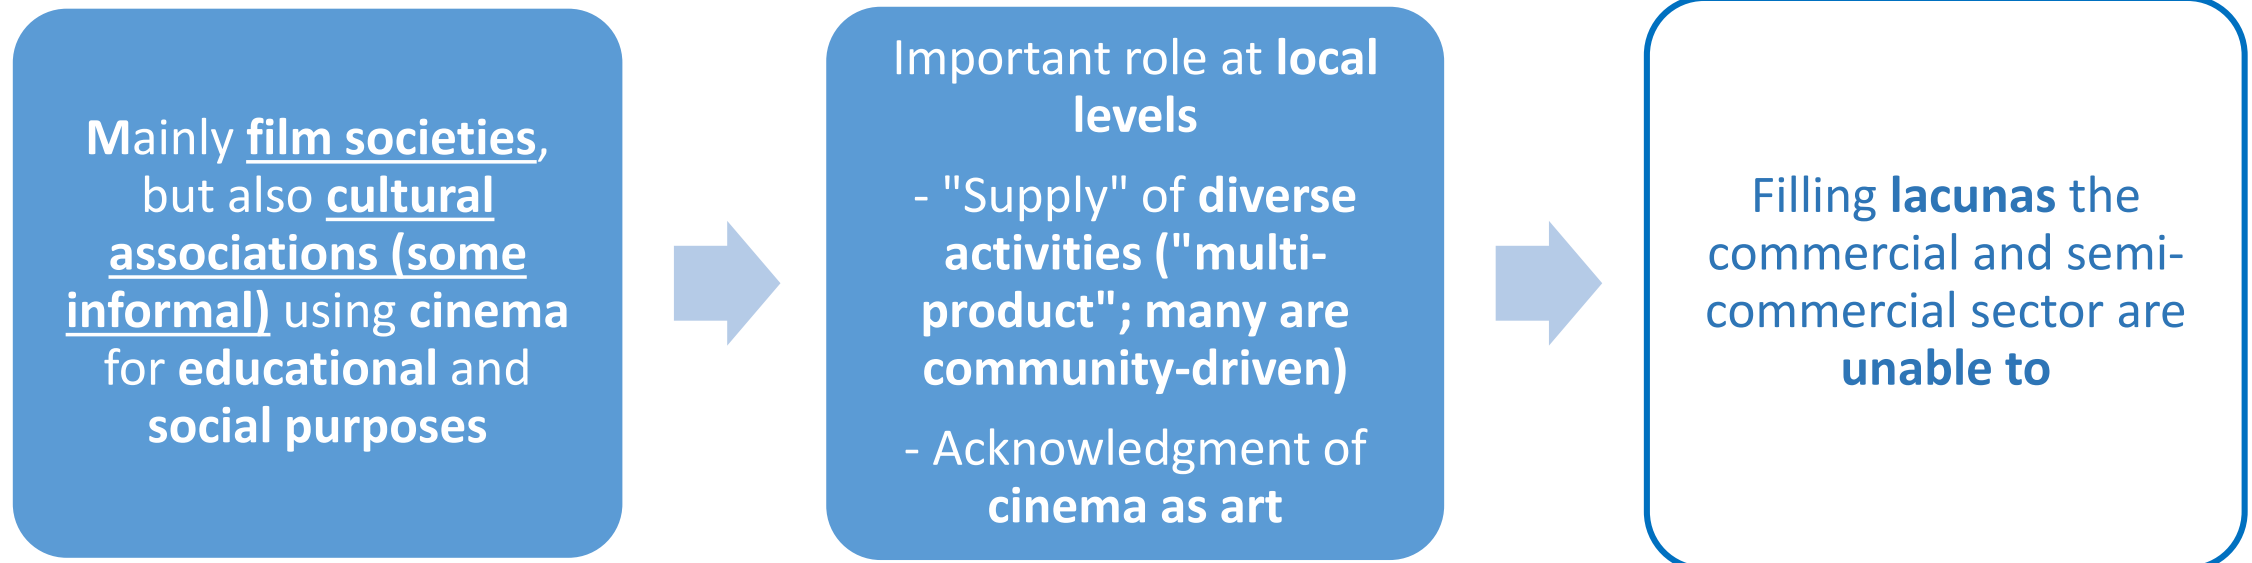 Mainly film societies,
but also cultural
associations (some
informal) using cinema
for educational and
social purposes
Important role at local
levels
- "Supply" of diverse
activities ("multi-
product"; many are
community-driven)
- Acknowledgment of
cinema as art
Filling lacunas the
commercial and semi-
commercial sector are
unable to